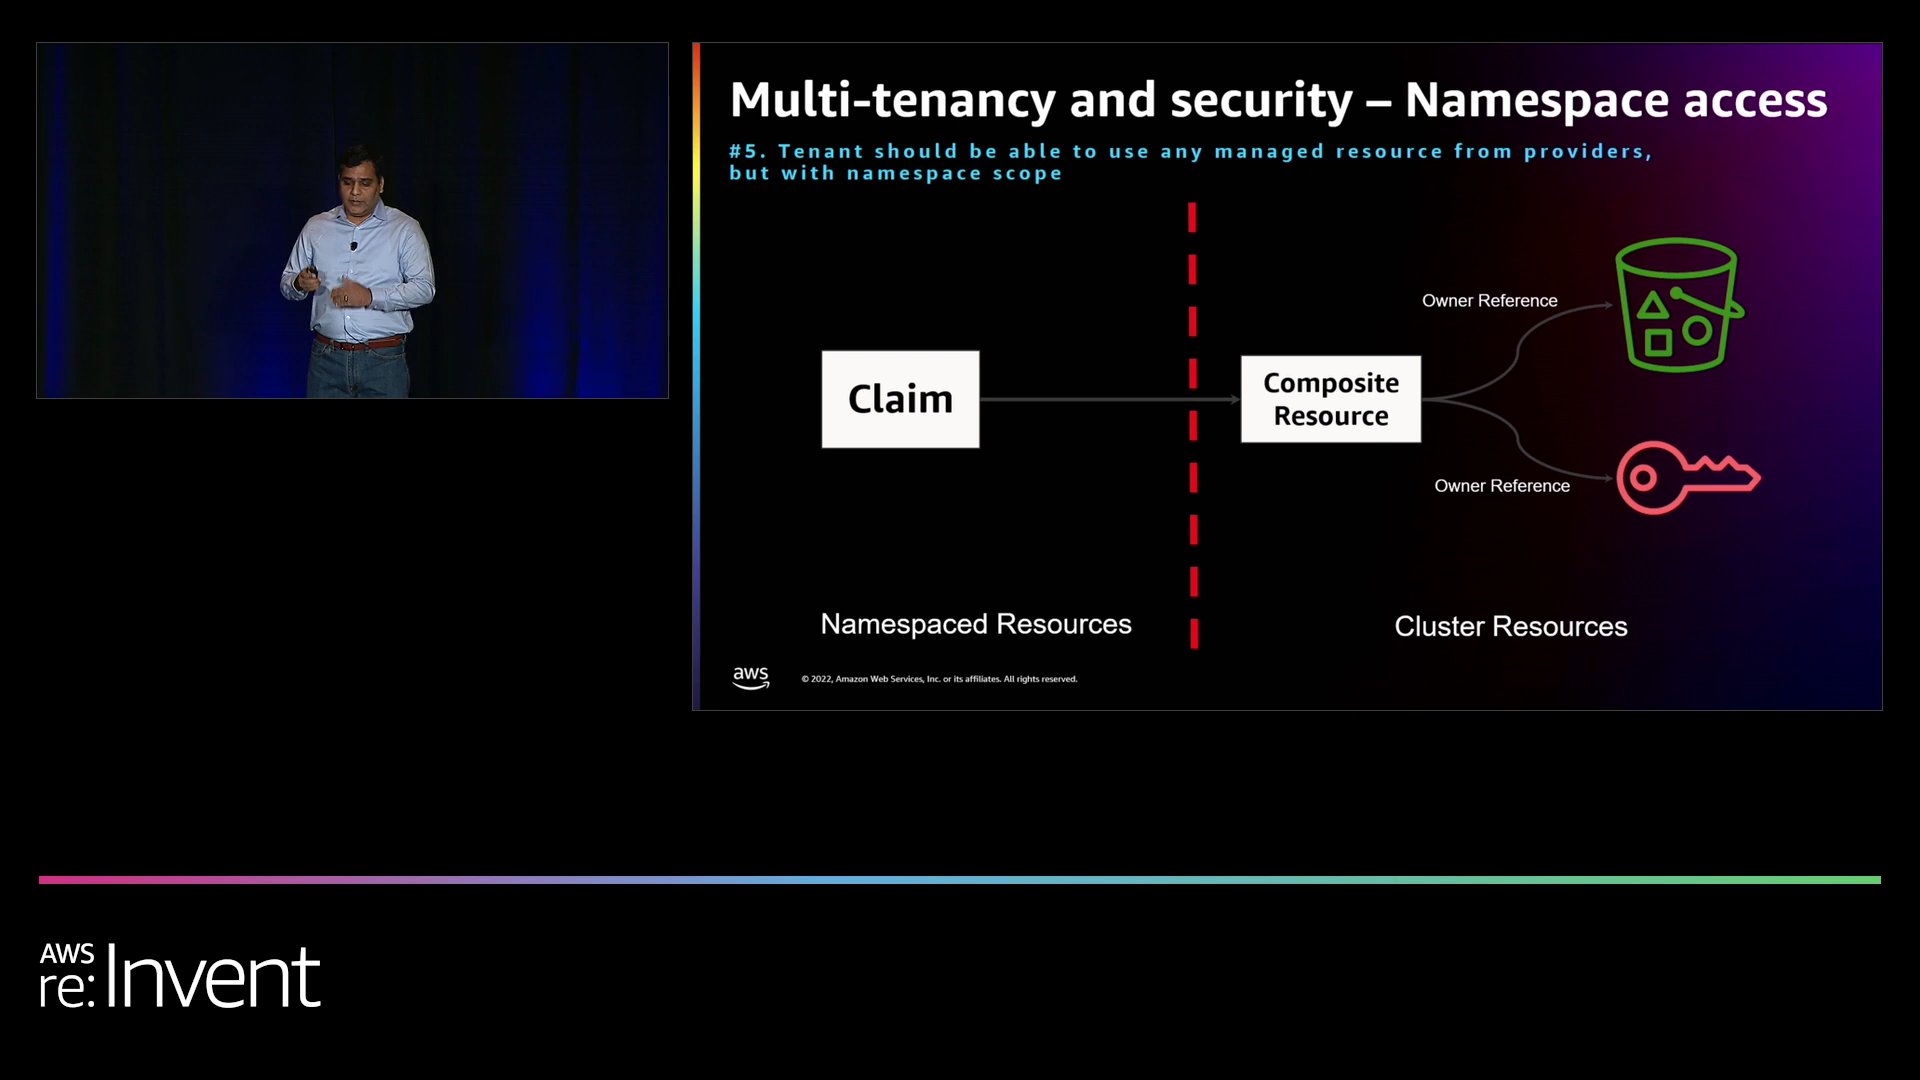 Multi-tenancy and security – Namespace access
#5. Tenant should be able to use any managed resource from providers,
but with namespace scope
Owner Reference
Claim
Composite
Resource
Owner Reference
Namespaced Resources
Cluster Resources
aws
© 2022, Amazon Web Services, Inc. or its affiliates. All rights reserved.
AWS
re:Invent